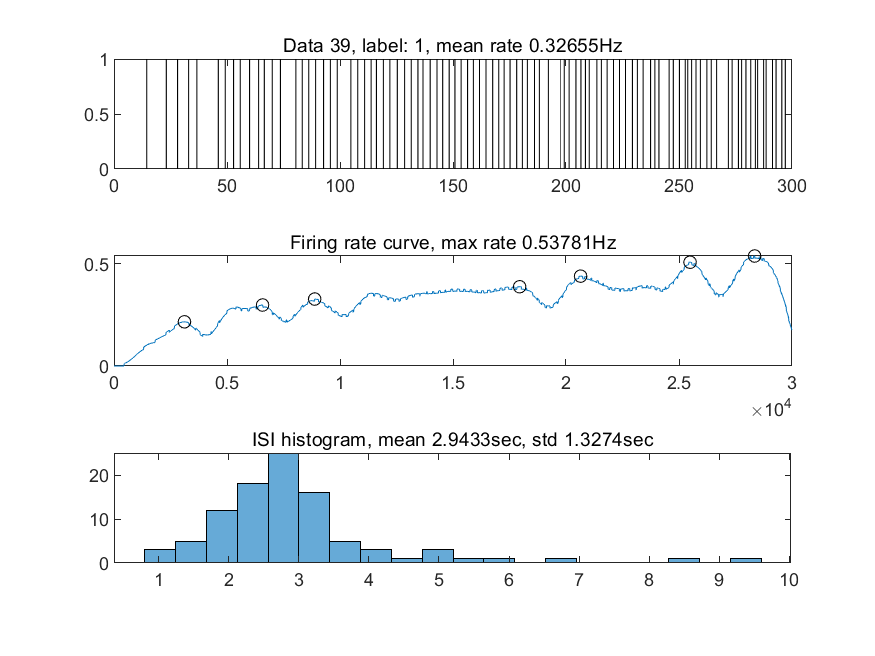 Data 39, label: 1, mean rate 0.32655Hz
1
0.5
0
0 50 100 150 200 250 300
Firing rate curve, max rate 0.53781Hz
0.5
0
0 0.5 1 1.5 2 2.5 3
×10⁴
ISI histogram, mean 2.9433sec, std 1.3274sec
20
10
0
1 2 3 4 5 6 7 8 9 10